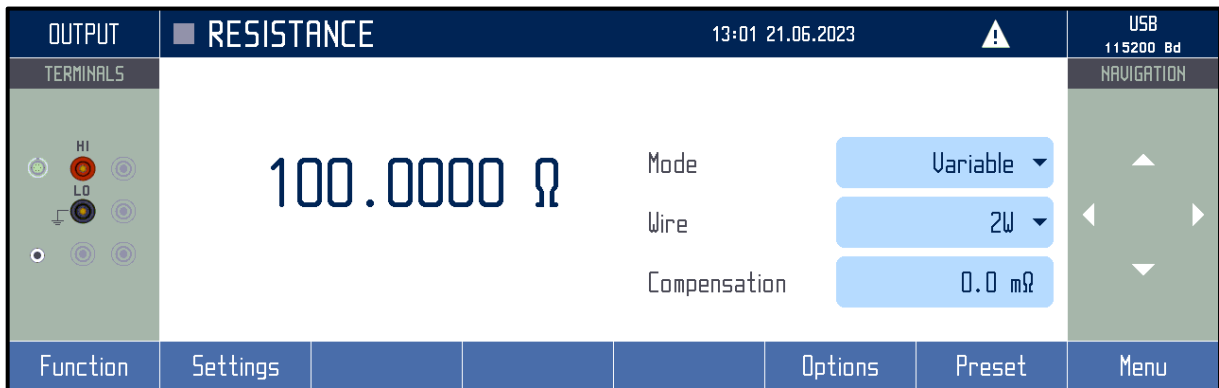 OUTPUT
RESISTANCE
13:01 21.06.2023
USB
115200 Bd
TERMINALS
NAVIGATION
HI
LO
100.0000 Ω
Mode
Variable
Wire
2W
Compensation
0.0 mΩ
Function
Settings
Options
Preset
Menu